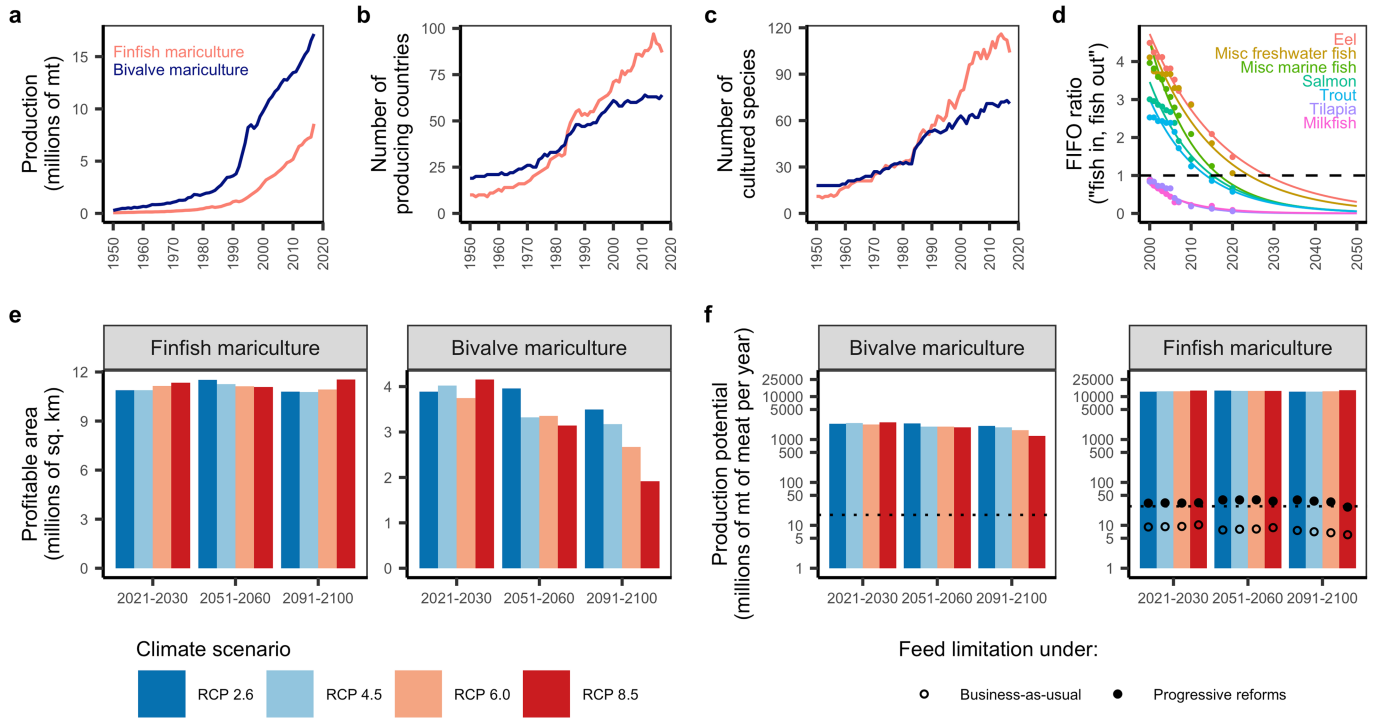 a
Production
(millions of mt)
15
10
5
0
Finfish mariculture
Bivalve mariculture
1950
1960
1970
1980
1990
2000
2010
2020
b
Number of
producing countries
100
75
50
25
0
1950
1960
1970
1980
1990
2000
2010
2020
c
Number of
cultured species
120
90
60
30
0
1950
1960
1970
1980
1990
2000
2010
2020
d
FIFO ratio
("fish in, fish out")
4
3
2
1
0
Eel
Misc freshwater fish
Misc marine fish
Salmon
Trout
Tilapia
Milkfish
2000
2010
2020
2030
2040
2050
e
Profitable area
(millions of sq. km)
Finfish mariculture
12
9
6
3
0
2021-2030 2051-2060 2091-2100
Bivalve mariculture
4
3
2
1
0
2021-2030 2051-2060 2091-2100
f
Production potential
(millions of mt of meat per year)
Bivalve mariculture
25000
10000
5000
1000
100
50
10
5
1
2021-2030 2051-2060 2091-2100
Finfish mariculture
25000
10000
5000
1000
100
50
10
5
1
2021-2030 2051-2060 2091-2100
Climate scenario
RCP 2.6 RCP 4.5 RCP 6.0 RCP 8.5
Feed limitation under:
Business-as-usual Progressive reforms